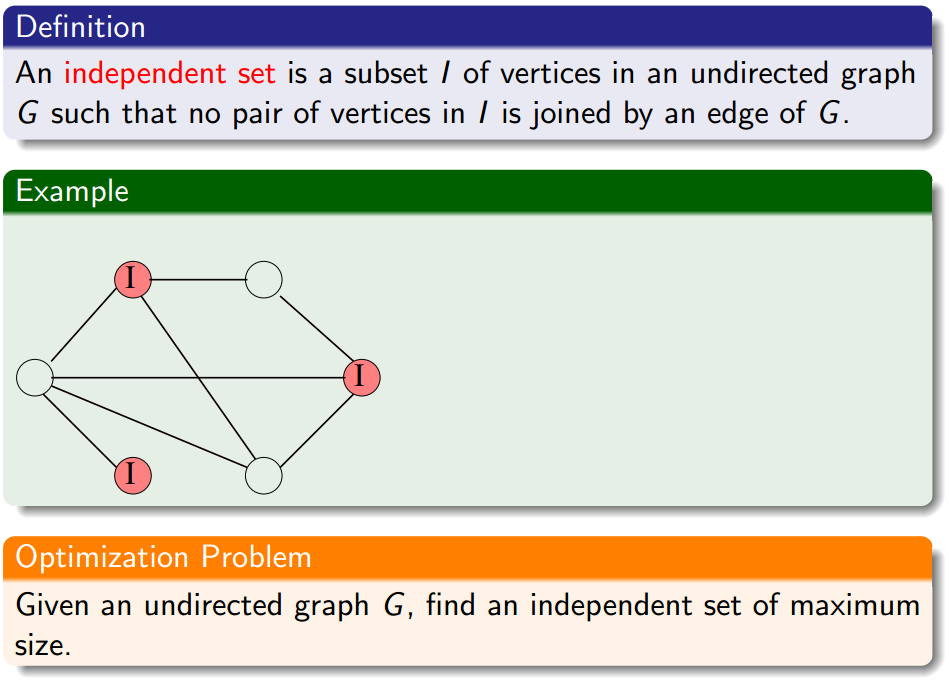 Definition
An independent set is a subset I of vertices in an undirected graph
G such that no pair of vertices in I is joined by an edge of G.
Example
I
I
I
Optimization Problem
Given an undirected graph G, find an independent set of maximum
size.